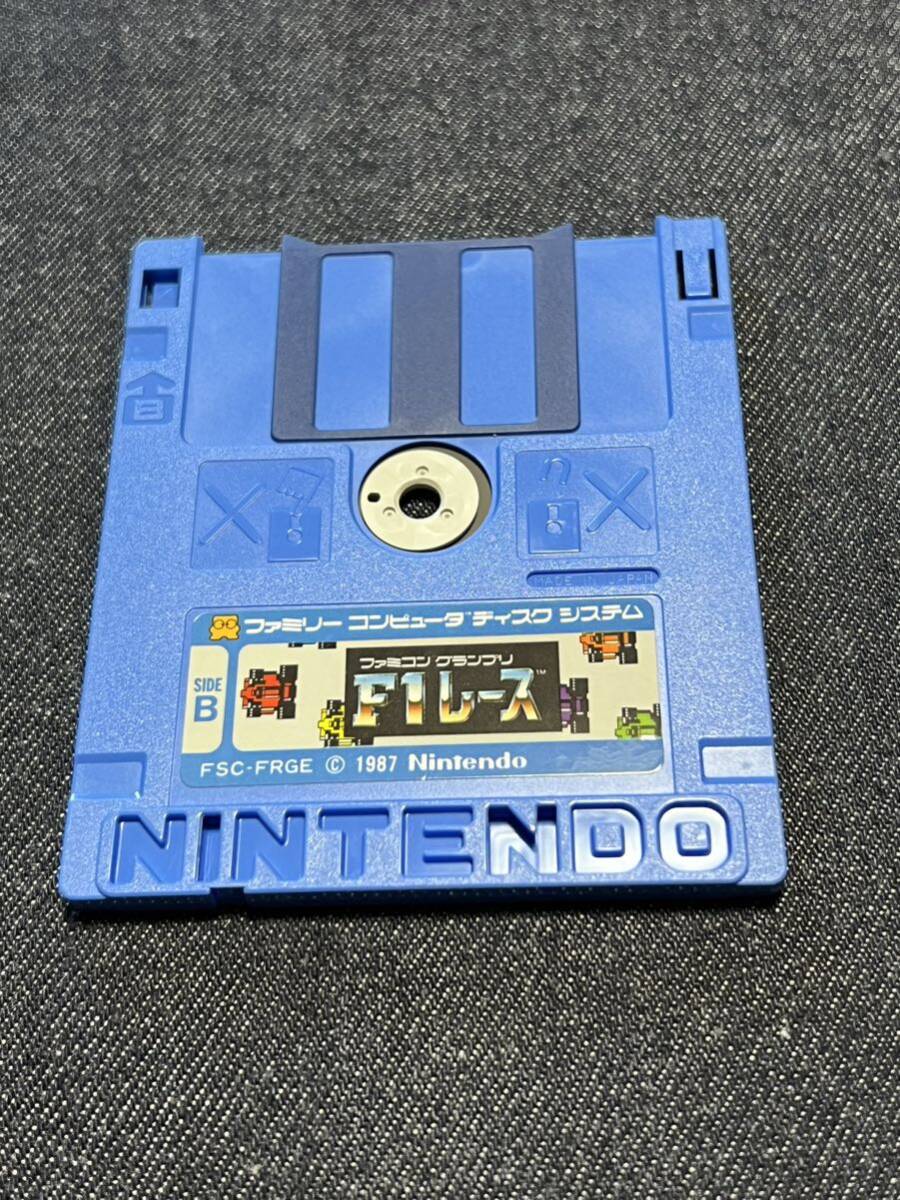 B
MADE IN JAPAN
ファミリー コンピュータ ディスク システム
SIDE
B
ファミコン グランプリ
F1レース™
FSC-FRGE © 1987 Nintendo
NINTENDO